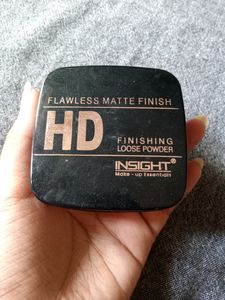 FLAWLESS MATTE FINISH
HD
FINISHING
LOOSE POWDER
INSIGHT®
Make-up Essentials